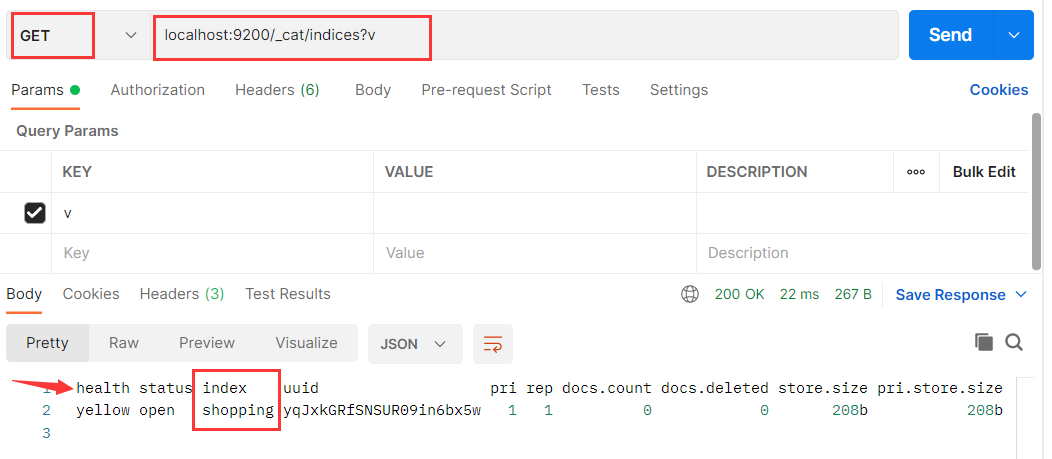 GET localhost:9200/_cat/indices?v Send
Params Authorization Headers (6) Body Pre-request Script Tests Settings Cookies
Query Params
KEY VALUE DESCRIPTION ooo Bulk Edit
v
Key Value Description
Body Cookies Headers (3) Test Results 200 OK 22 ms 267 B Save Response
Pretty Raw Preview Visualize JSON
1 health status index uuid pri rep docs.count docs.deleted store.size pri.store.size
2 yellow open shopping yqJxkGRfSNSUR09in6bx5w 1 1 0 0 208b 208b
3